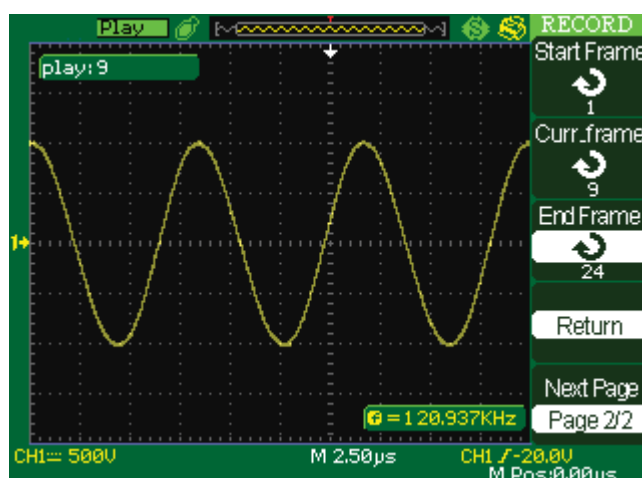 Play
RECORD
play:9
Start Frame
1
Curr_frame
9
End Frame
24
Return
Next Page
Page 2/2
f=120.937KHz
CH1 500V M 2.50µs CH1 -20.0V
M Pos:0.00µs